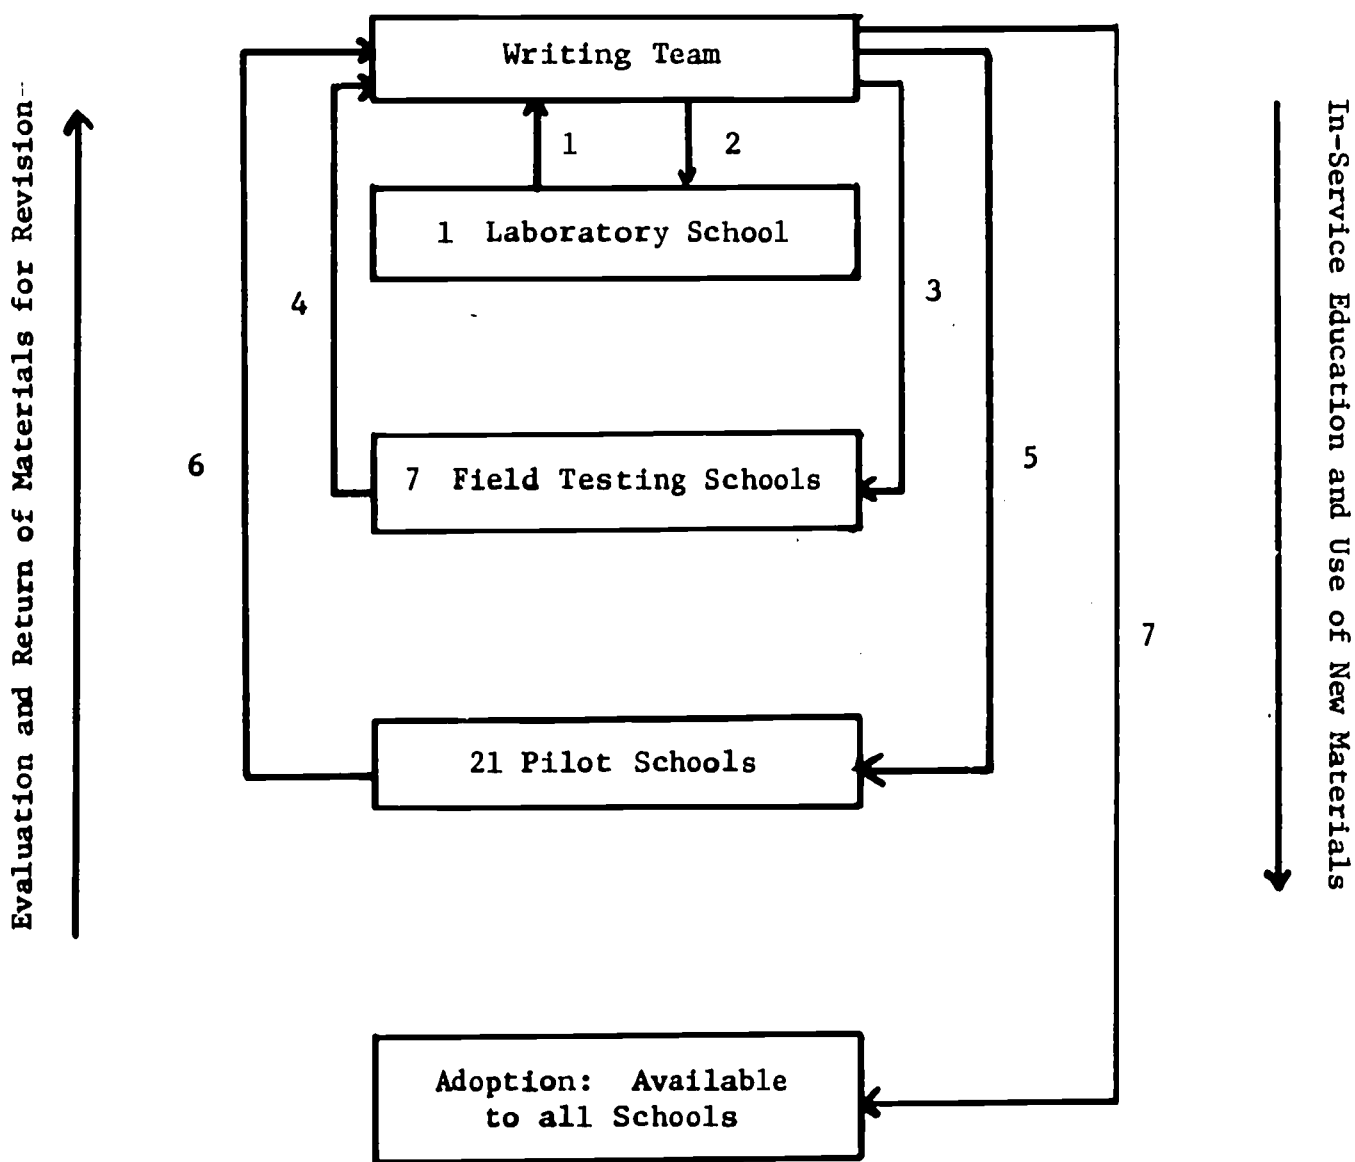 Writing Team
1
2
1 Laboratory School
3
4
7 Field Testing Schools
5
6
7
21 Pilot Schools
Adoption: Available
to all Schools
Evaluation and Return of Materials for Revision
In-Service Education and Use of New Materials